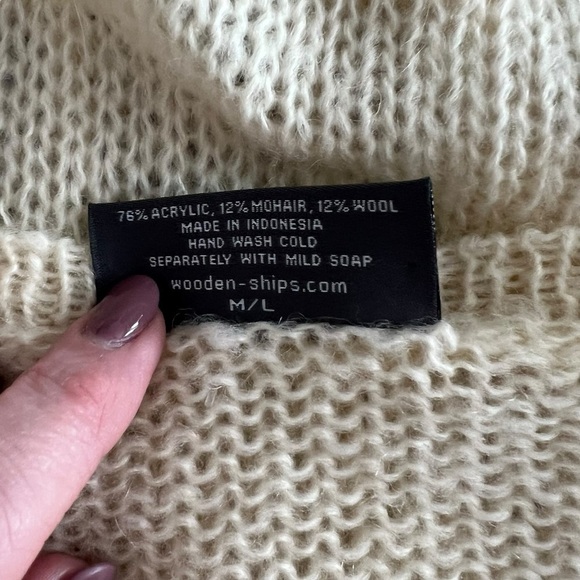 76% ACRYLIC, 12% MOHAIR, 12% WOOL
MADE IN INDONESIA
HAND WASH COLD
SEPARATELY WITH MILD SOAP
wooden-ships.com
M/L